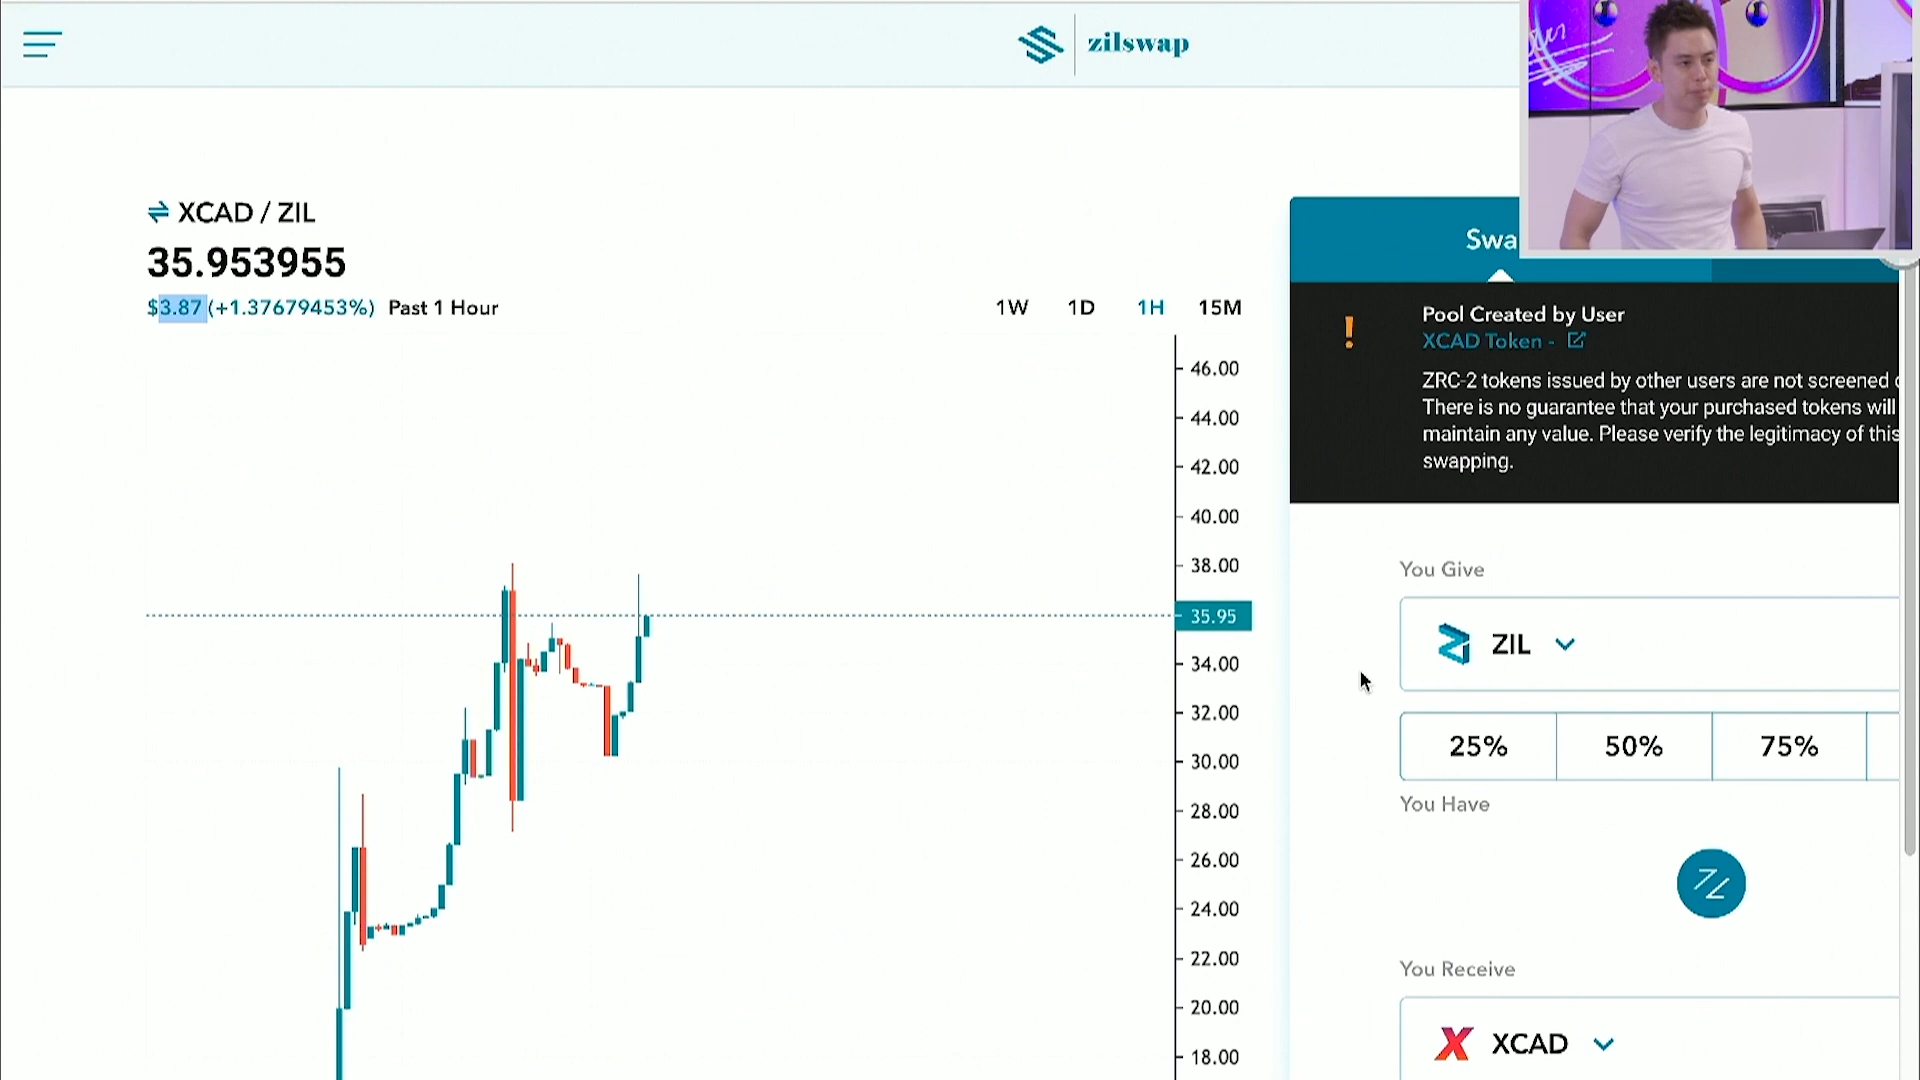 zilswap
XCAD / ZIL
35.953955
$3.87 (+1.37679453%) Past 1 Hour
1W 1D 1H 15M
46.00
44.00
42.00
40.00
38.00
35.95
34.00
32.00
30.00
28.00
26.00
24.00
22.00
20.00
18.00
Swa
!
Pool Created by User
XCAD Token -
ZRC-2 tokens issued by other users are not screened
There is no guarantee that your purchased tokens will
maintain any value. Please verify the legitimacy of this
swapping.
You Give
ZIL
25% 50% 75%
You Have
You Receive
XCAD